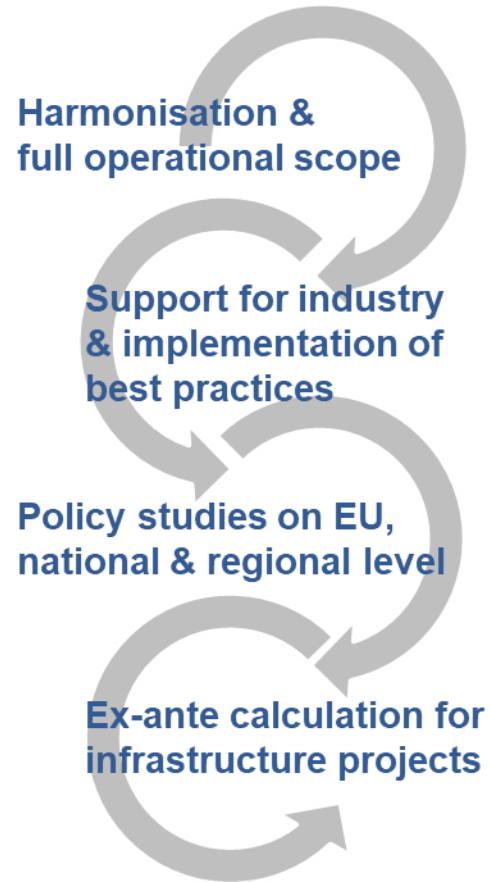 Harmonisation &
full operational scope
Support for industry
& implementation of
best practices
Policy studies on EU,
national & regional level
Ex-ante calculation for
infrastructure projects